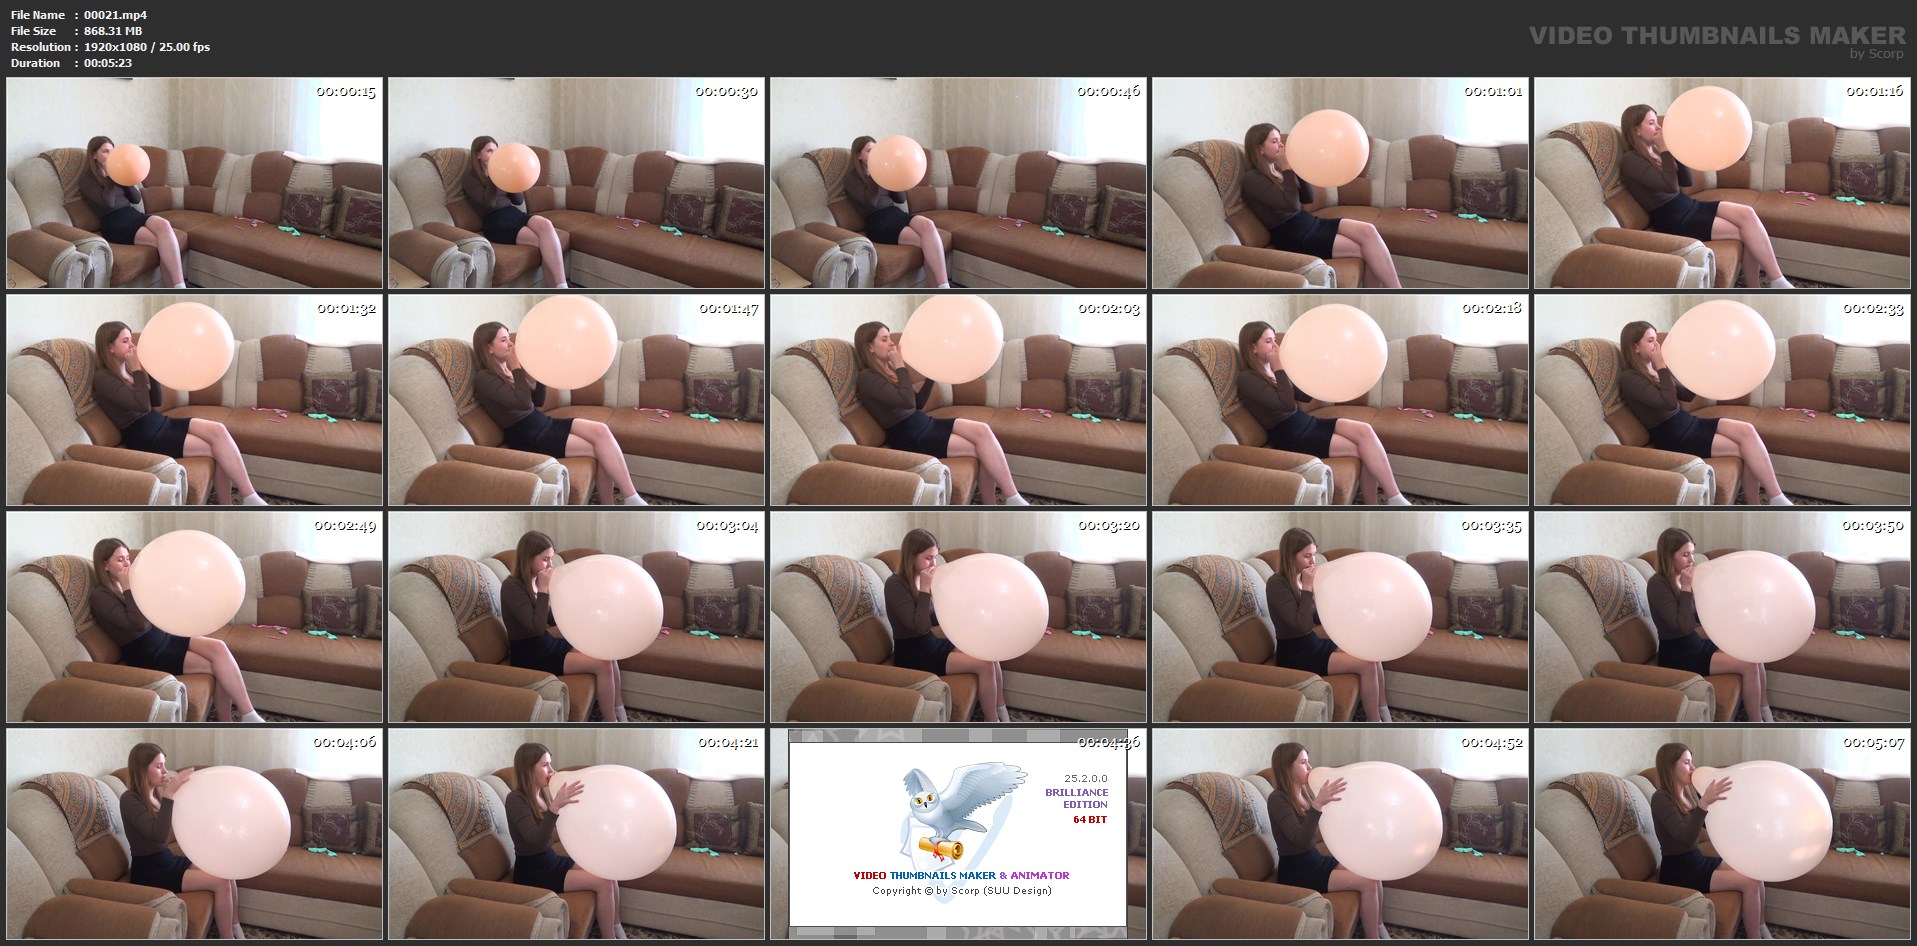 File Name : 00021.mp4
File Size : 868.31 MB
Resolution : 1920x1080 / 25.00 fps
Duration : 00:05:23
VIDEO THUMBNAILS MAKER
by Scorp
00:00:15
00:00:30
00:00:46
00:01:01
00:01:16
00:01:32
00:01:47
00:02:03
00:02:18
00:02:33
00:02:49
00:03:04
00:03:20
00:03:35
00:03:50
00:04:06
00:04:21
00:04:36
25.2.0.0
BRILLIANCE
EDITION
64 BIT
VIDEO THUMBNAILS MAKER & ANIMATOR
Copyright © by Scorp (SUU Design)
00:04:52
00:05:07